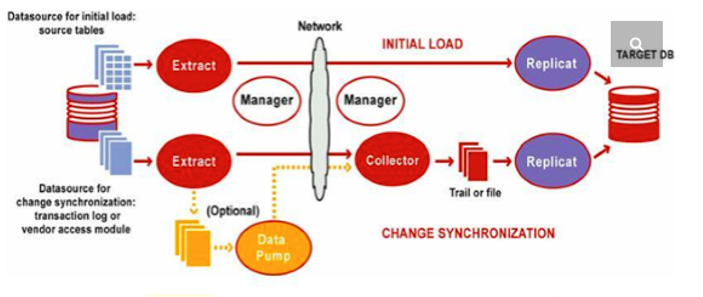 Datasource for initial load:
source tables
Network
INITIAL LOAD
TARGET DB
Extract
Replicat
Manager
Manager
Extract
Collector
Replicat
Trail or file
Datasource for
change synchronization:
transaction log or
vendor access module
(Optional)
Data
Pump
CHANGE SYNCHRONIZATION